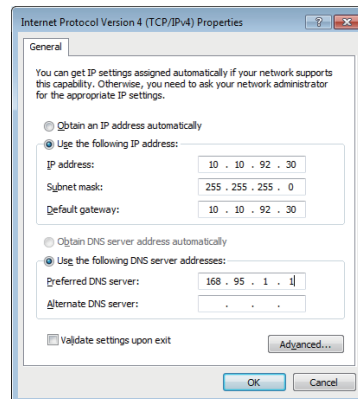 Internet Protocol Version 4 (TCP/IPv4) Properties
General
You can get IP settings assigned automatically if your network supports
this capability. Otherwise, you need to ask your network administrator
for the appropriate IP settings.
Obtain an IP address automatically
Use the following IP address:
IP address: 10 . 10 . 92 . 30
Subnet mask: 255 . 255 . 255 . 0
Default gateway: 10 . 10 . 92 . 30
Obtain DNS server address automatically
Use the following DNS server addresses:
Preferred DNS server: 168 . 95 . 1 . 1
Alternate DNS server: . . .
Validate settings upon exit
Advanced...
OK Cancel